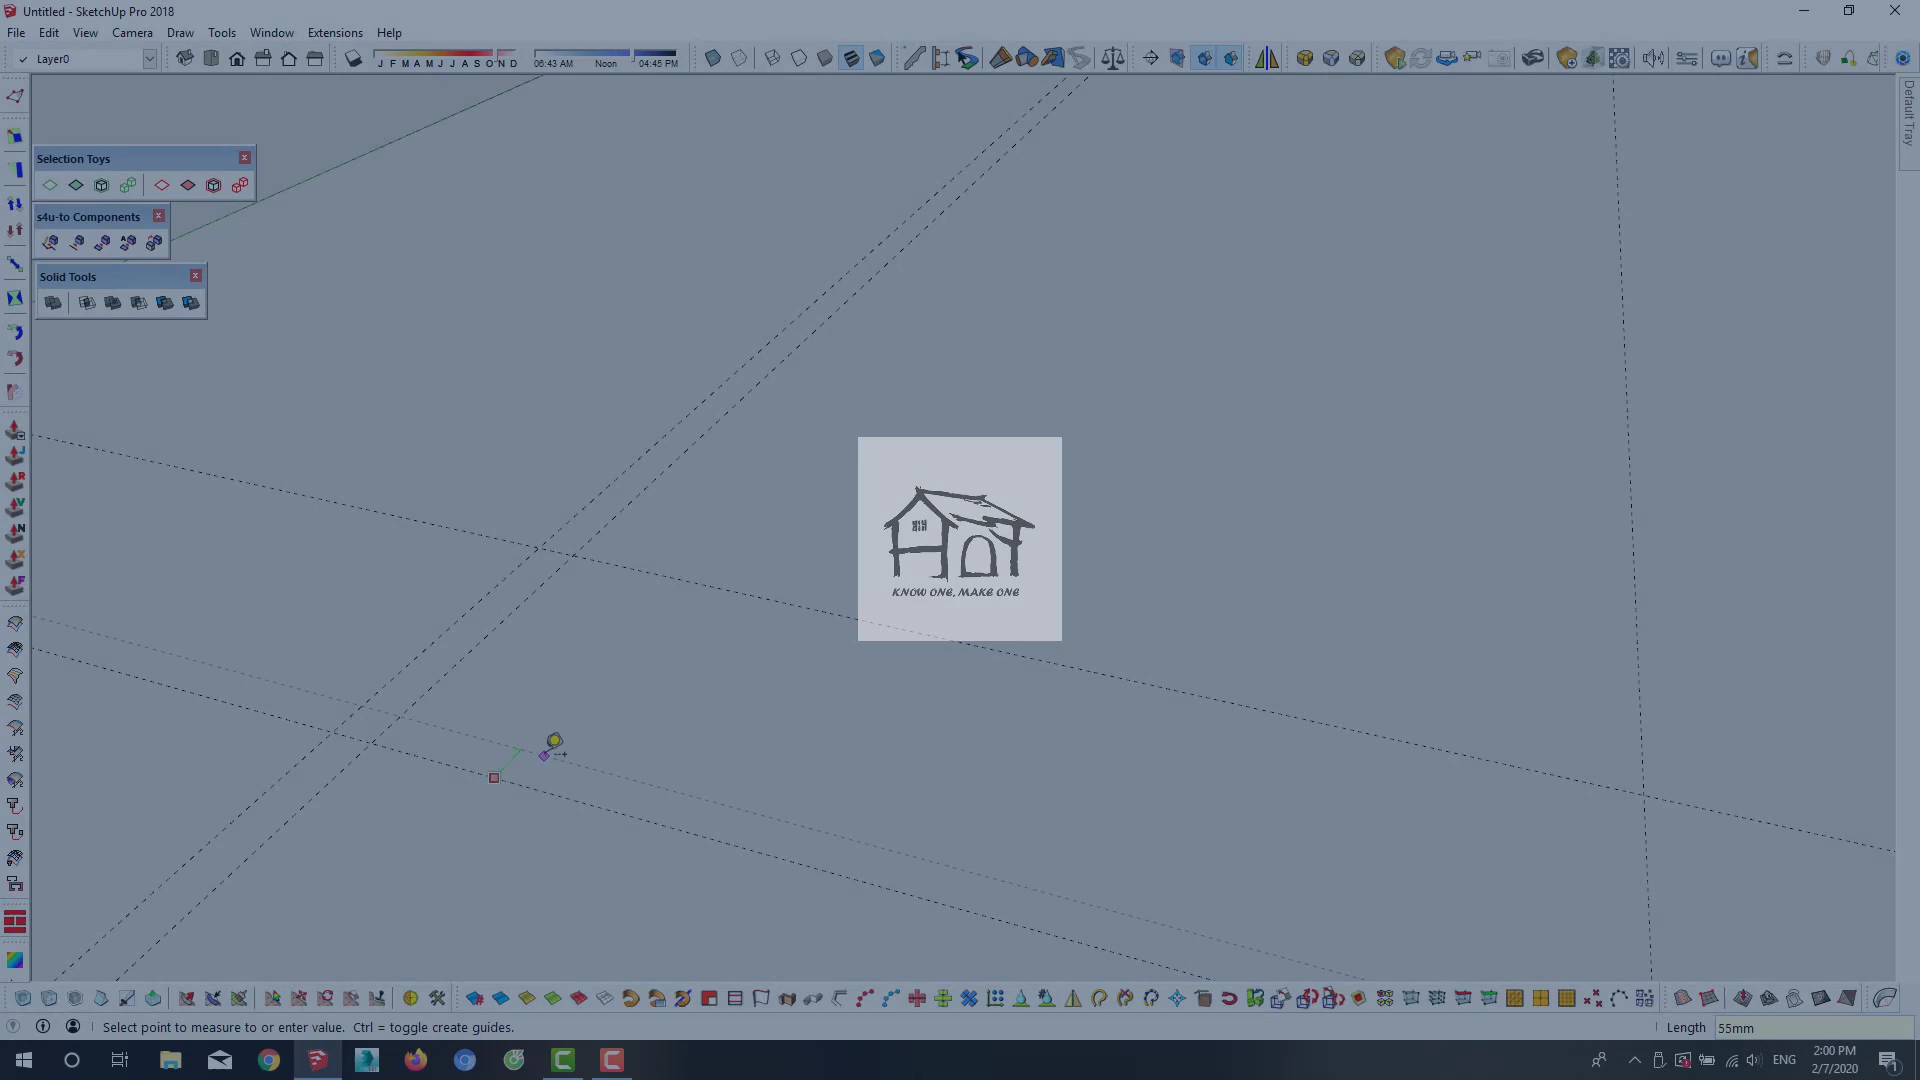 Untitled - SketchUp Pro 2018
File Edit View Camera Draw Tools Window Extensions Help
Layer0
J F M A M J J A S O N D
06:43 AM Noon 04:45 PM
Default Tray
Selection Toys
s4u-to Components
Solid Tools
KNOW ONE, MAKE ONE
Select point to measure to or enter value. Ctrl = toggle create guides.
Length 55mm
ENG
2:00 PM
2/7/2020